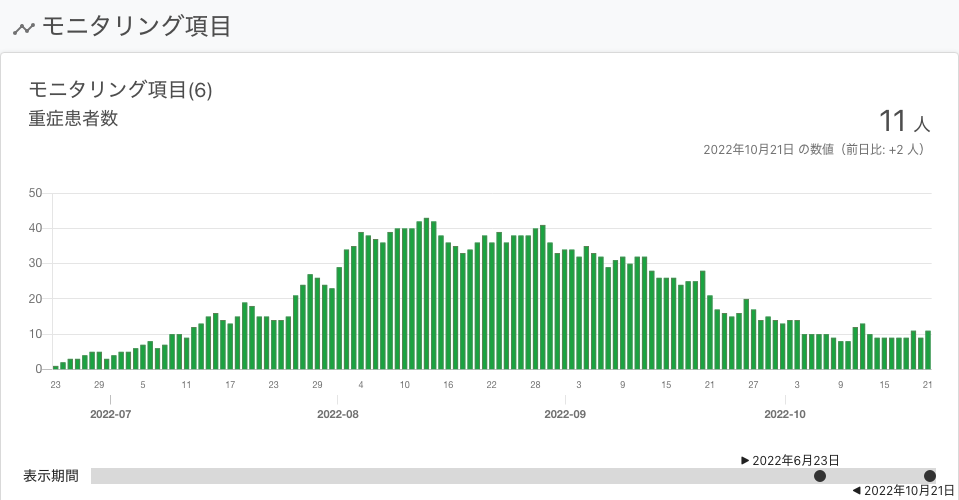 モニタリング項目
モニタリング項目(6)
重症患者数
11 人
2022年10月21日 の数値（前日比: +2 人）
50
40
30
20
10
0
23 29 5 11 17 23 29 4 10 16 22 28 3 9 15 21 27 3 9 15 21
2022-07 2022-08 2022-09 2022-10
▶ 2022年6月23日
表示期間
◀ 2022年10月21日